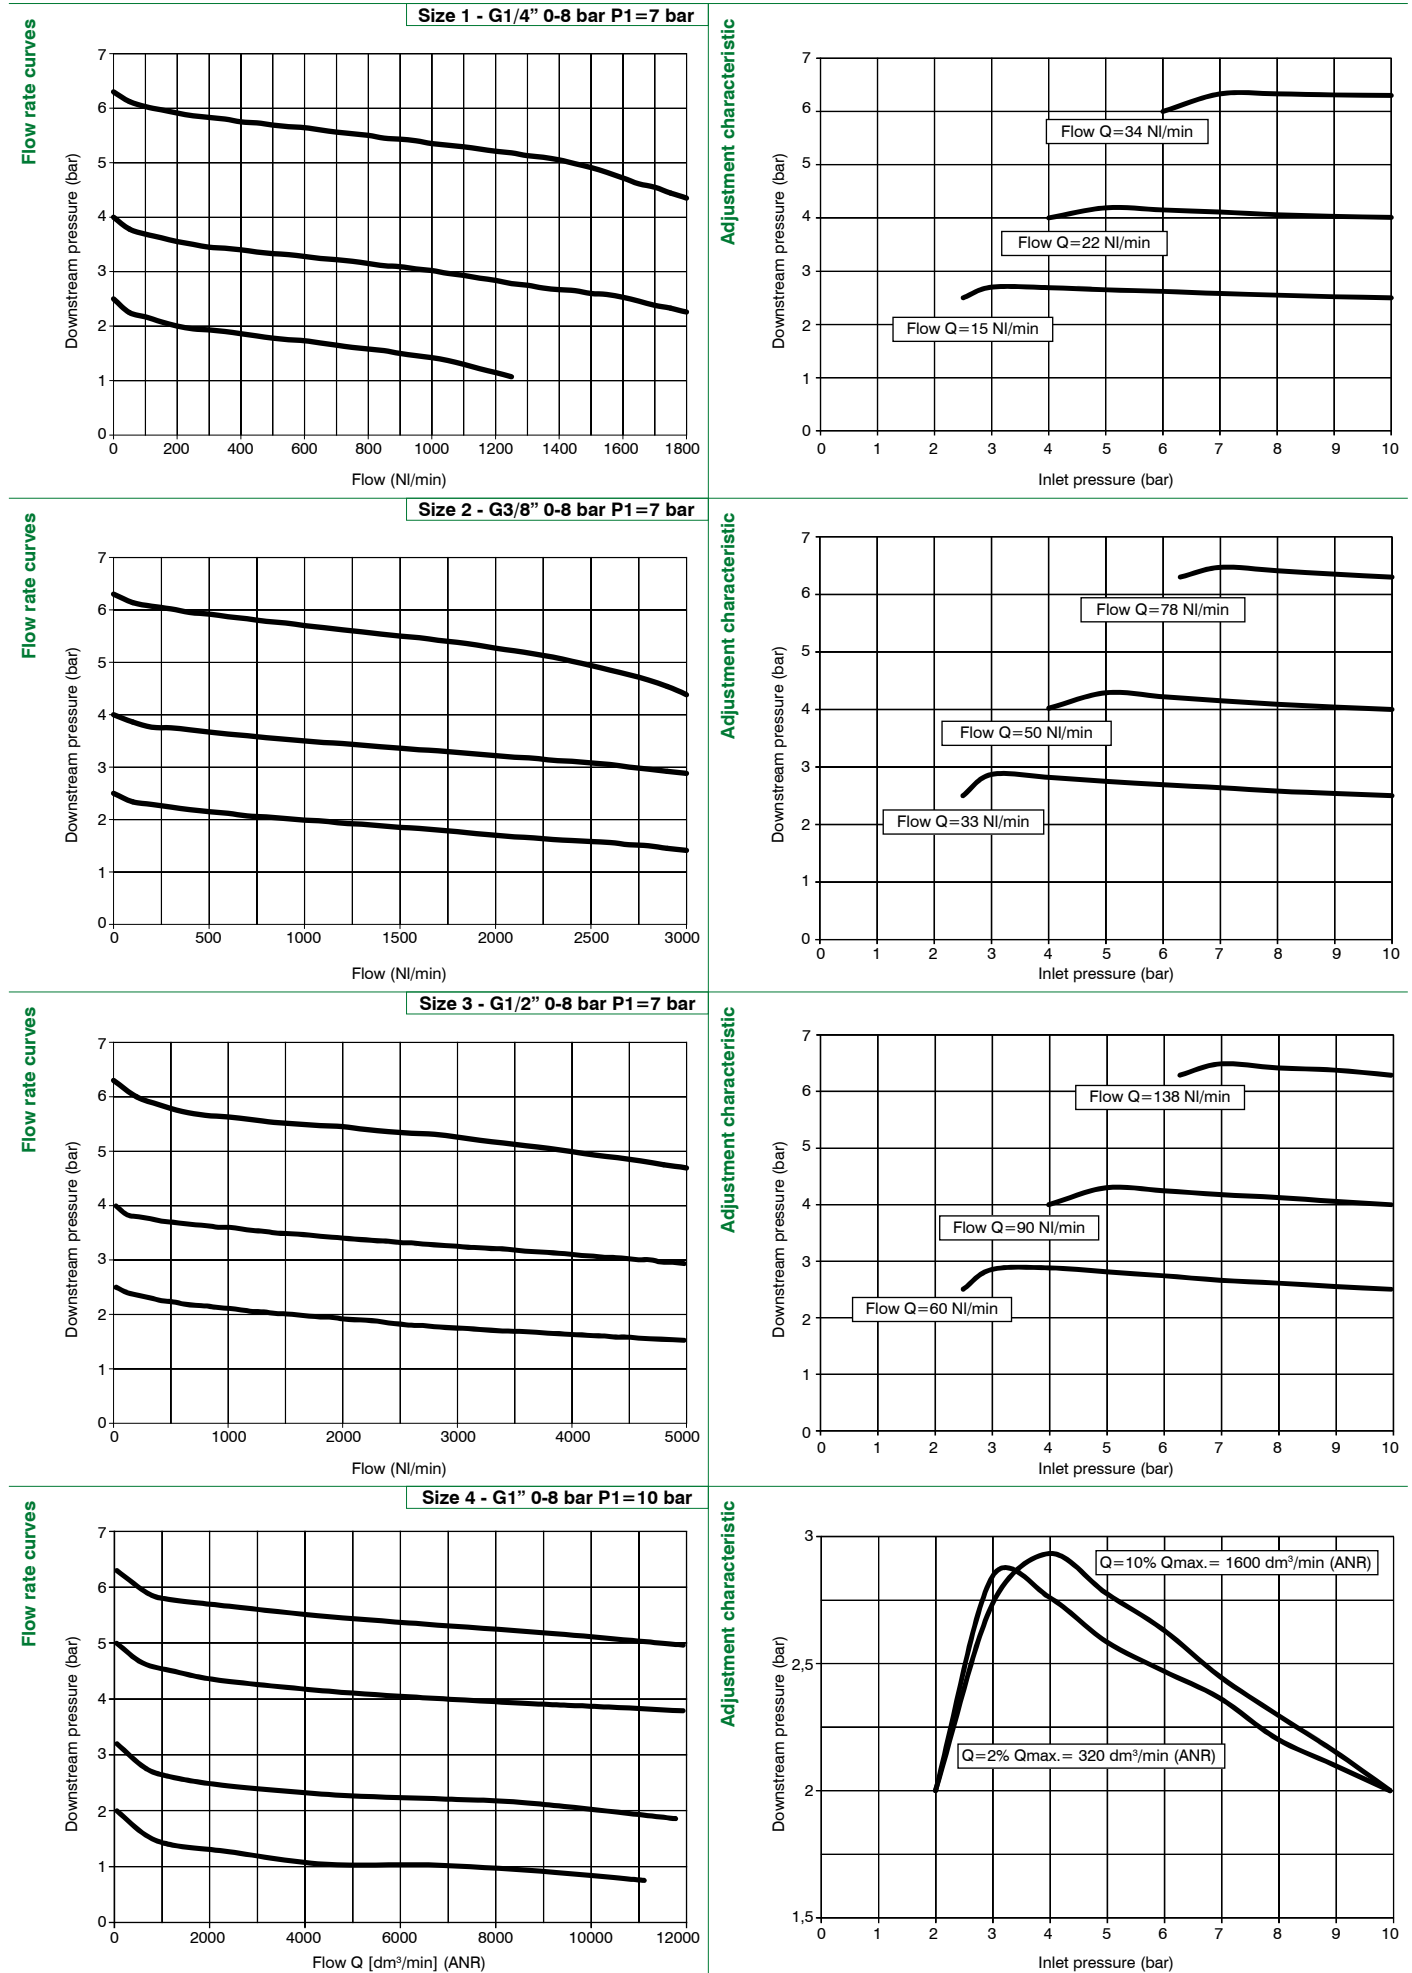 Size 1 - G1/4” 0-8 bar P1=7 bar
Flow rate curves
Downstream pressure (bar)
7
6
5
4
3
2
1
0
0 200 400 600 800 1000 1200 1400 1600 1800
Flow (Nl/min)
Adjustment characteristic
Downstream pressure (bar)
7
6
5
4
3
2
1
0
Flow Q=34 Nl/min
Flow Q=22 Nl/min
Flow Q=15 Nl/min
0 1 2 3 4 5 6 7 8 9 10
Inlet pressure (bar)
Size 2 - G3/8” 0-8 bar P1=7 bar
Flow rate curves
Downstream pressure (bar)
7
6
5
4
3
2
1
0
0 500 1000 1500 2000 2500 3000
Flow (Nl/min)
Adjustment characteristic
Downstream pressure (bar)
7
6
5
4
3
2
1
0
Flow Q=78 Nl/min
Flow Q=50 Nl/min
Flow Q=33 Nl/min
0 1 2 3 4 5 6 7 8 9 10
Inlet pressure (bar)
Size 3 - G1/2” 0-8 bar P1=7 bar
Flow rate curves
Downstream pressure (bar)
7
6
5
4
3
2
1
0
0 1000 2000 3000 4000 5000
Flow (Nl/min)
Adjustment characteristic
Downstream pressure (bar)
7
6
5
4
3
2
1
0
Flow Q=138 Nl/min
Flow Q=90 Nl/min
Flow Q=60 Nl/min
0 1 2 3 4 5 6 7 8 9 10
Inlet pressure (bar)
Size 4 - G1” 0-8 bar P1=10 bar
Flow rate curves
Downstream pressure (bar)
7
6
5
4
3
2
1
0
0 2000 4000 6000 8000 10000 12000
Flow Q [dm³/min] (ANR)
Adjustment characteristic
Downstream pressure (bar)
3
2,5
2
1,5
Q=10% Qmax.= 1600 dm³/min (ANR)
Q=2% Qmax.= 320 dm³/min (ANR)
0 1 2 3 4 5 6 7 8 9 10
Inlet pressure (bar)